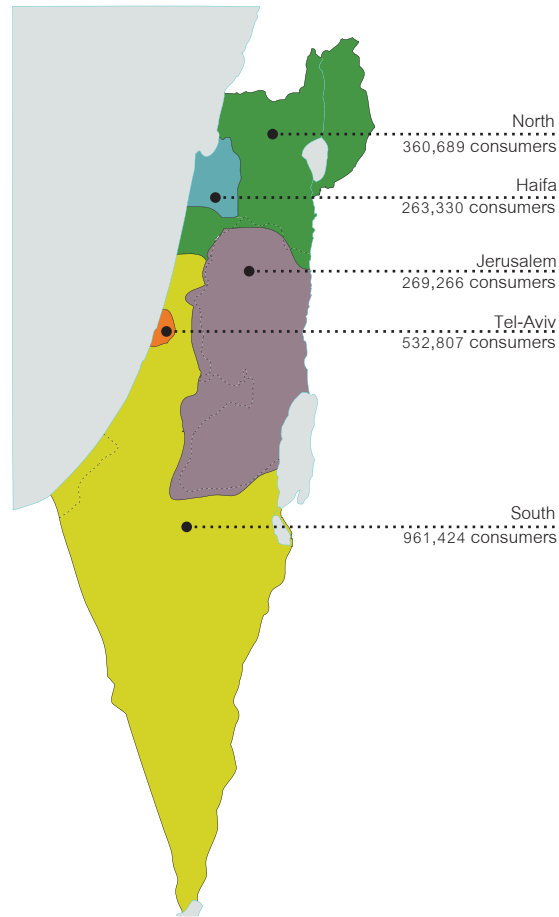 North
360,689 consumers
Haifa
263,330 consumers
Jerusalem
269,266 consumers
Tel-Aviv
532,807 consumers
South
961,424 consumers